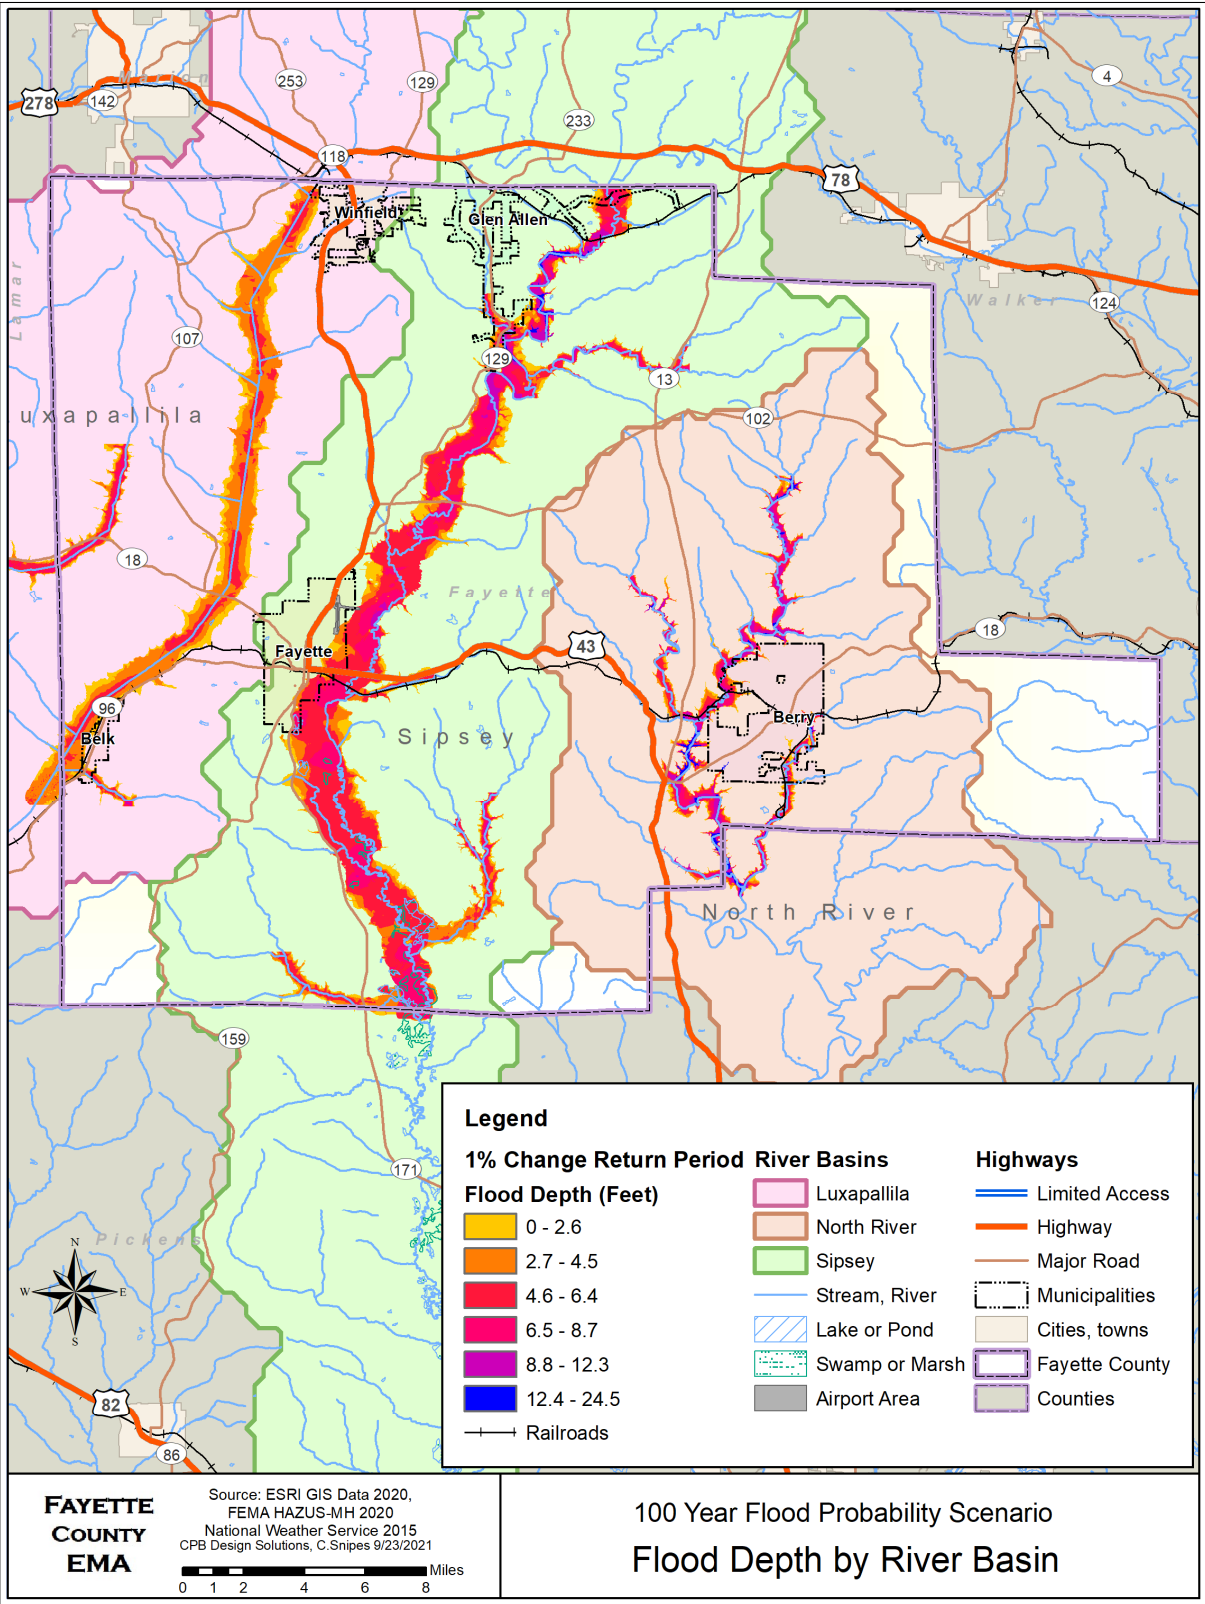 Marion
278
142
253
129
233
4
118
78
Winfield
Glen Allen
Lamar
Walker
124
107
129
13
102
uxapallila
18
Fayette
18
Fayette
43
96
Belk
Sipsey
Berry
North River
159
171
Pickens
N
W E
S
82
86
Legend
1% Change Return Period
Flood Depth (Feet)
0 - 2.6
2.7 - 4.5
4.6 - 6.4
6.5 - 8.7
8.8 - 12.3
12.4 - 24.5
Railroads
River Basins
Luxapallila
North River
Sipsey
Stream, River
Lake or Pond
Swamp or Marsh
Airport Area
Highways
Limited Access
Highway
Major Road
Municipalities
Cities, towns
Fayette County
Counties
FAYETTE
COUNTY
EMA
Source: ESRI GIS Data 2020,
FEMA HAZUS-MH 2020
National Weather Service 2015
CPB Design Solutions, C.Snipes 9/23/2021
Miles
0 1 2 4 6 8
100 Year Flood Probability Scenario
Flood Depth by River Basin